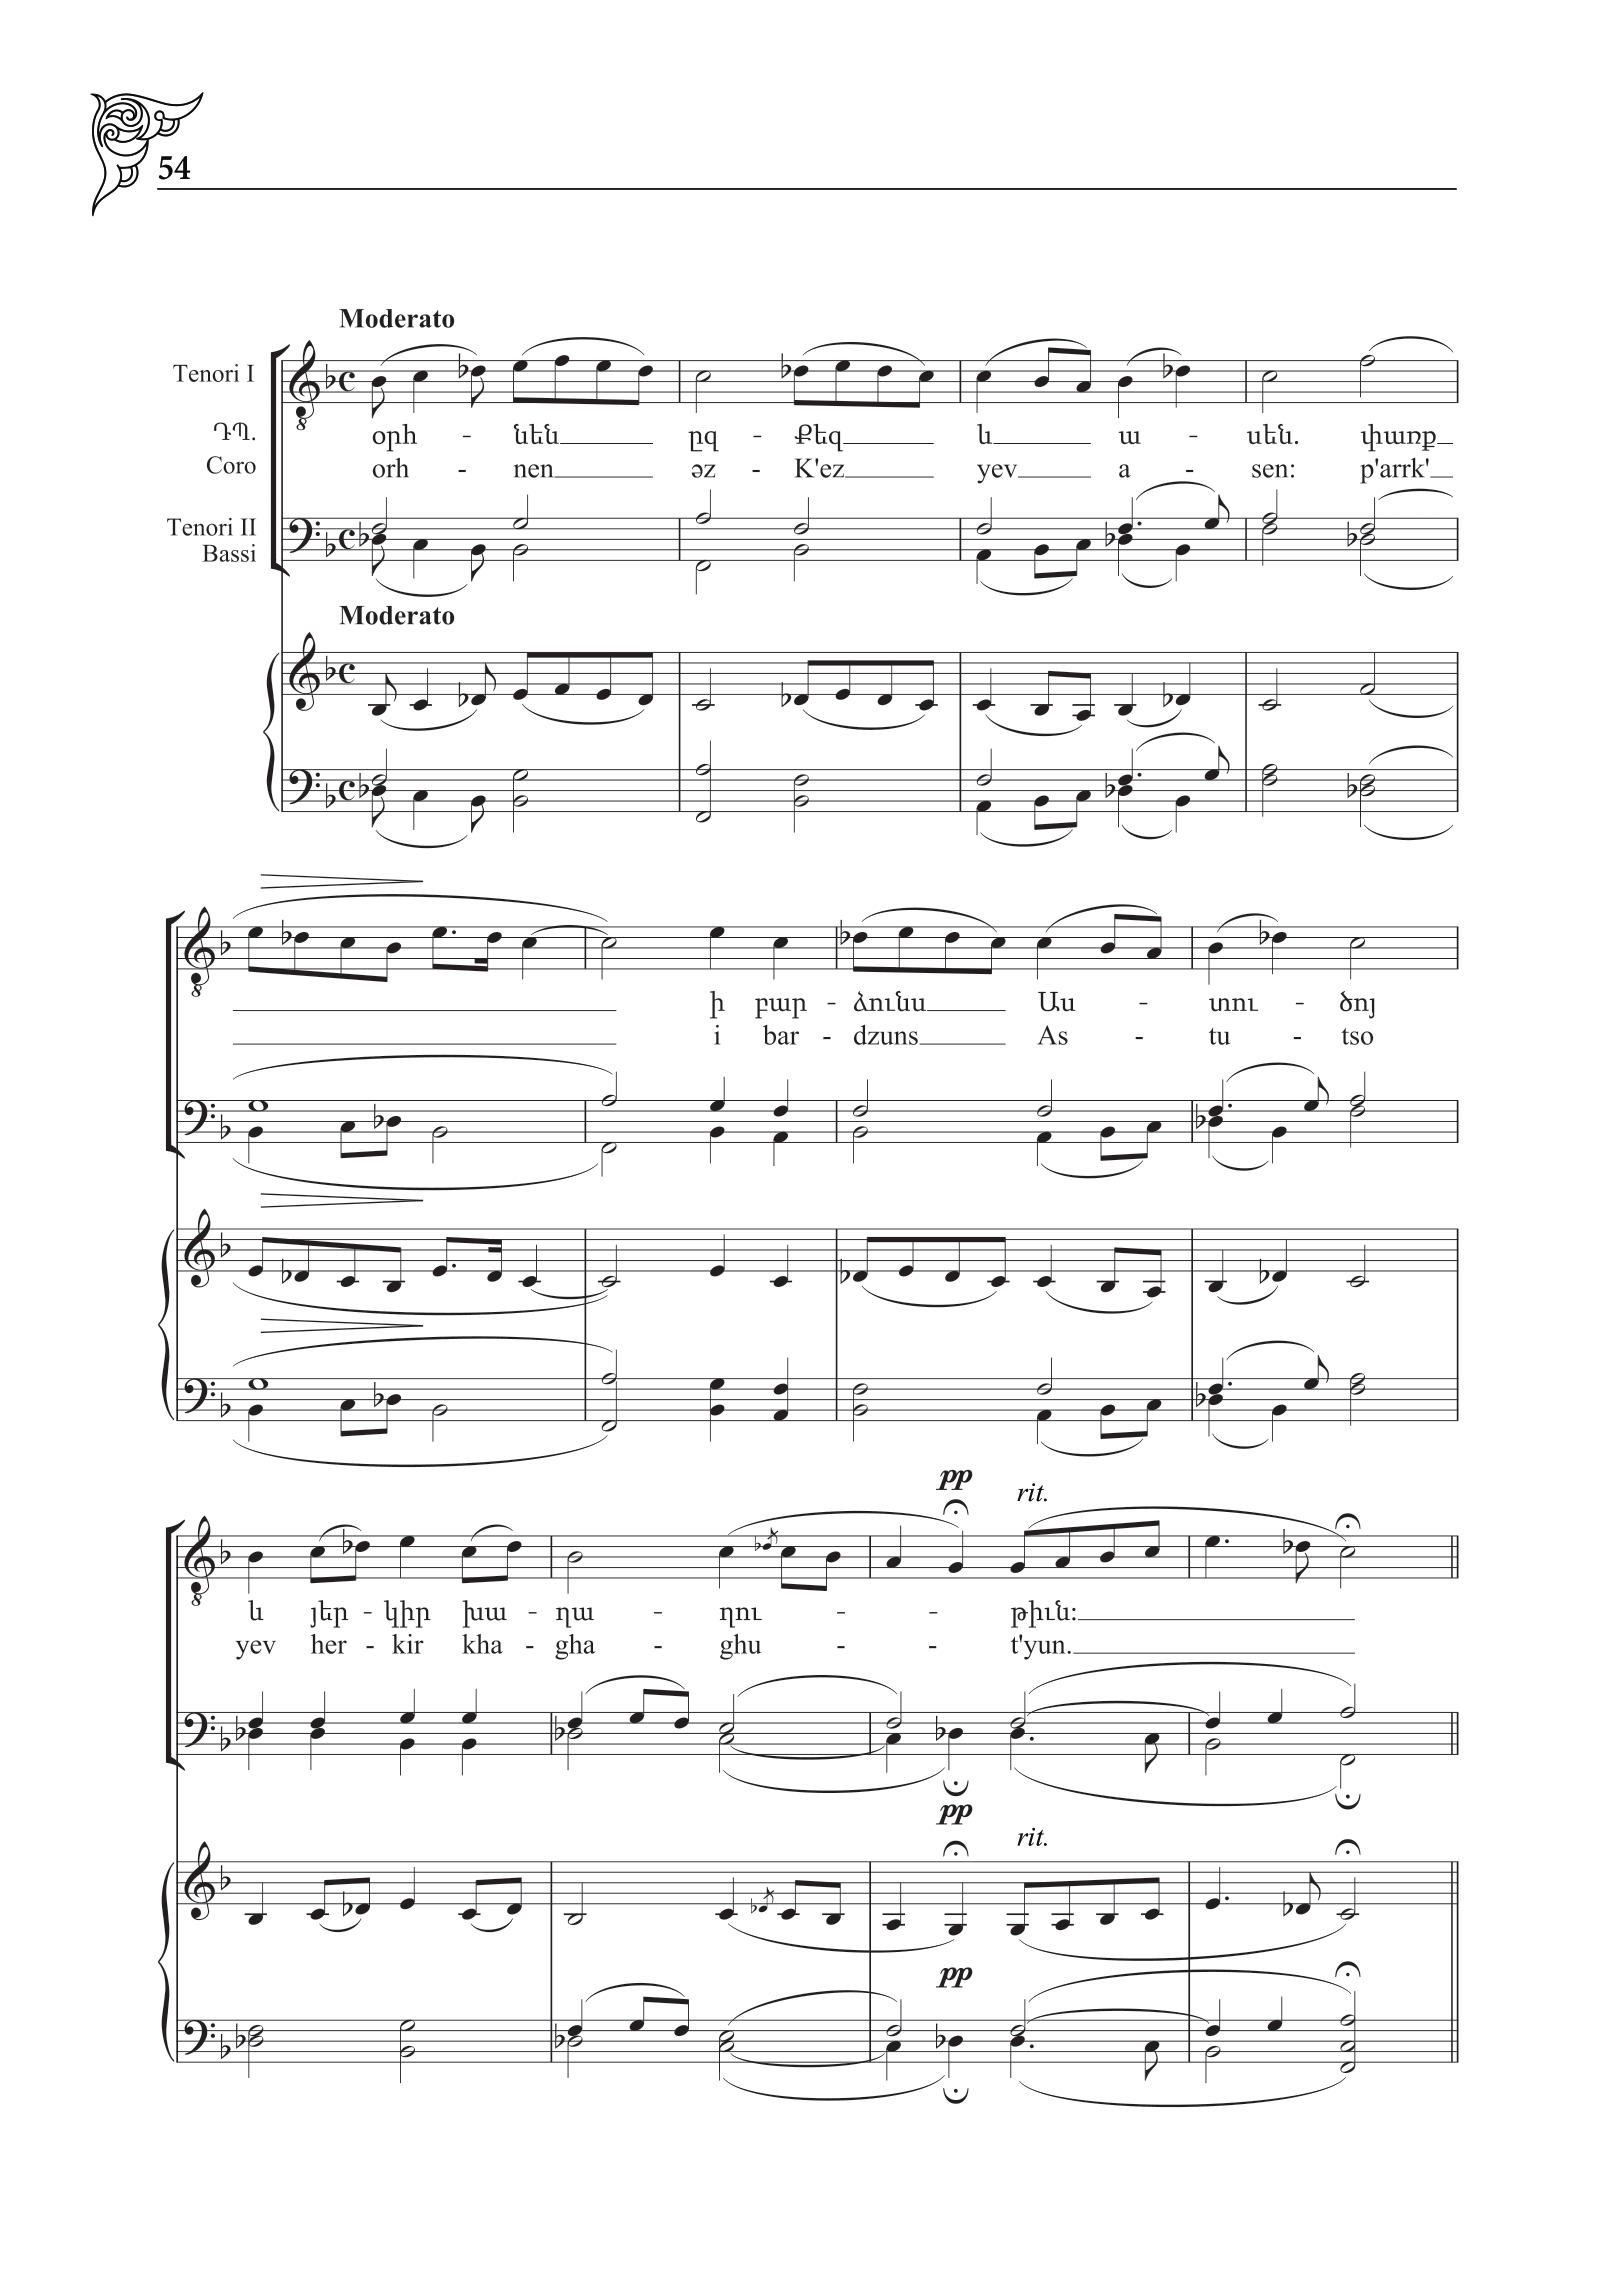 54
Moderato
Tenori I
ԴՊ.
Coro
օրհ - նեն ըզ - Քեզ և ա - սեն. փառք
orh - nen əz - K'ez yev a - sen: p'arrk'
Tenori II
Bassi
Moderato
ի բար - ձունս Աս - տու - ծոյ
i bar - dzuns As - tu - tso
pp
rit.
և յեր - կիր խա - ղա - ղու - - թիւն:
yev her - kir kha - gha - ghu - - t'yun.
pp
rit.
pp